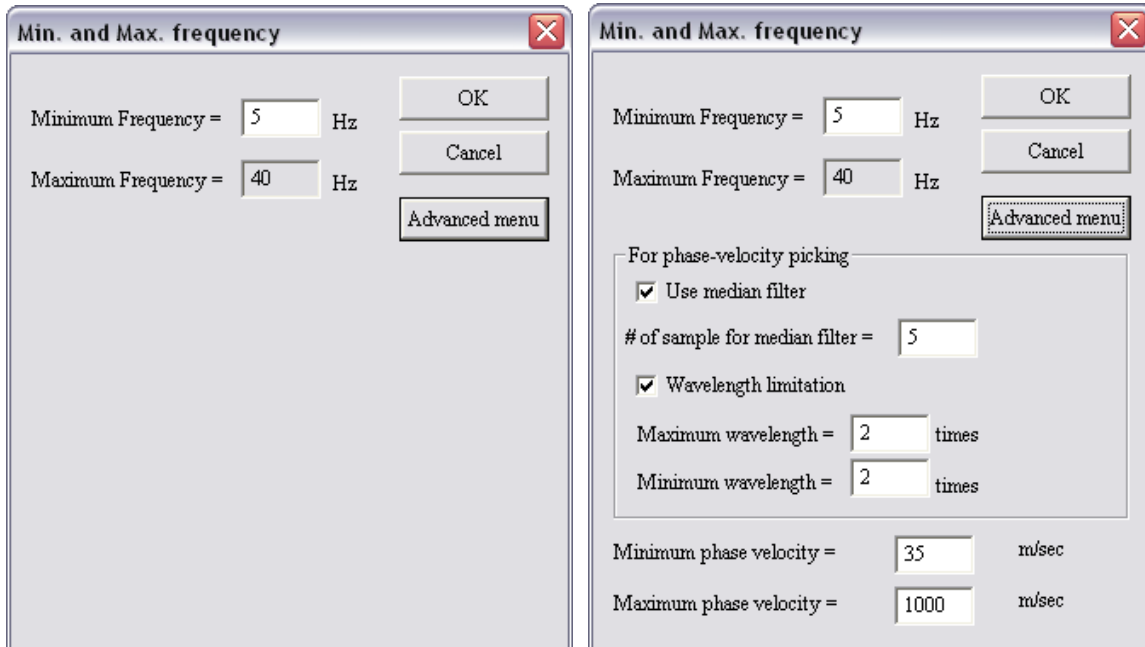 Min. and Max. frequency
Minimum Frequency = 5 Hz
OK
Cancel
Maximum Frequency = 40 Hz
Advanced menu
Min. and Max. frequency
Minimum Frequency = 5 Hz
OK
Cancel
Maximum Frequency = 40 Hz
Advanced menu
For phase-velocity picking
Use median filter
# of sample for median filter = 5
Wavelength limitation
Maximum wavelength = 2 times
Minimum wavelength = 2 times
Minimum phase velocity = 35 m/sec
Maximum phase velocity = 1000 m/sec